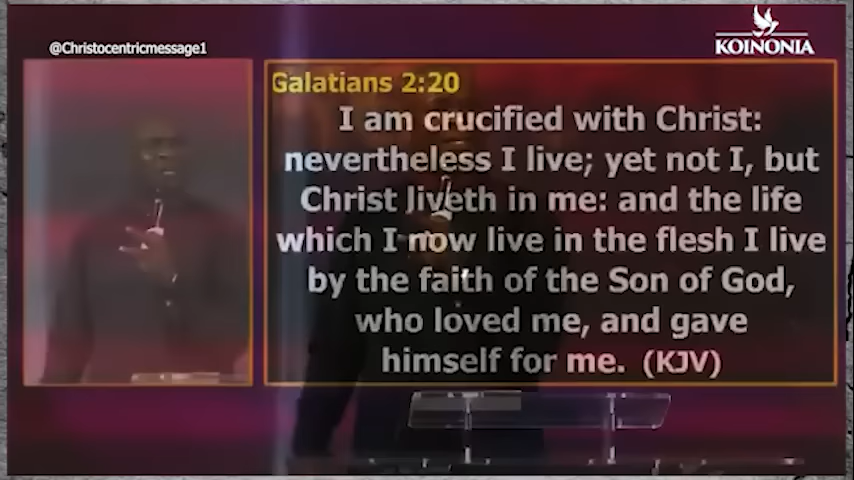 @Christocentricmessage1
KOINONIA
Galatians 2:20
I am crucified with Christ:
nevertheless I live; yet not I, but
Christ liveth in me: and the life
which I now live in the flesh I live
by the faith of the Son of God,
who loved me, and gave
himself for me. (KJV)